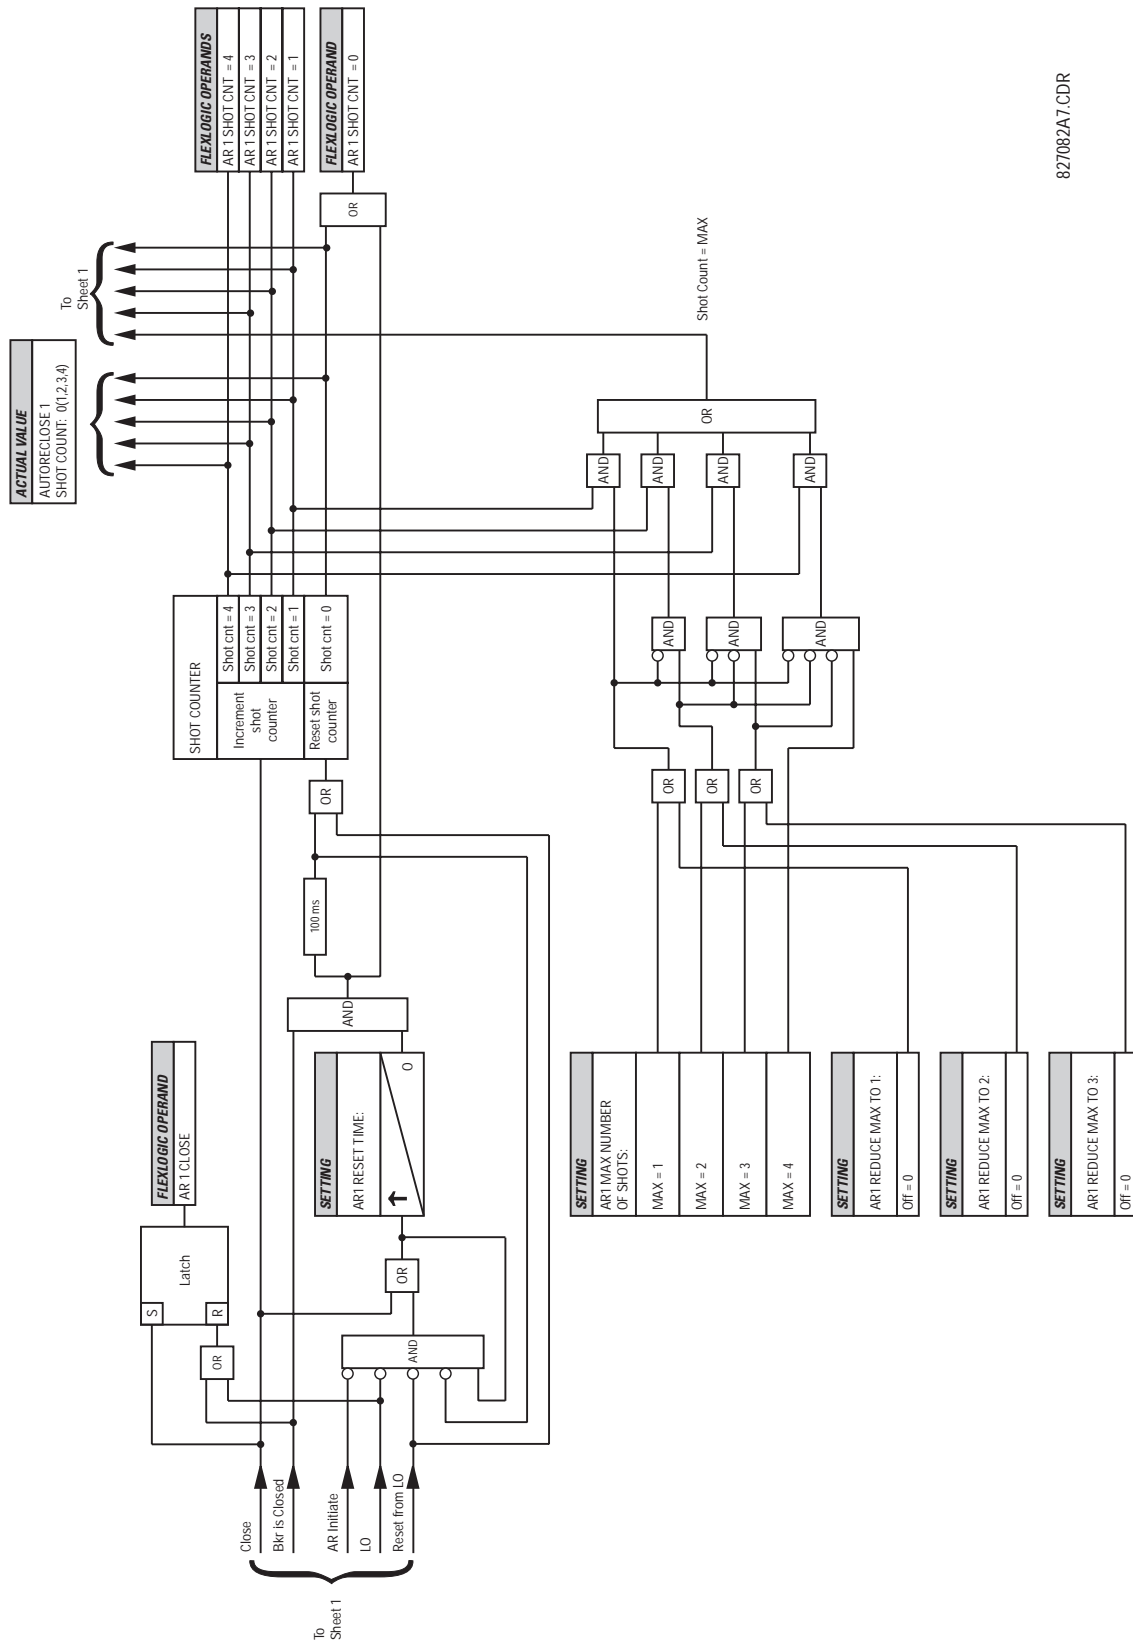 ACTUAL VALUE
AUTORECLOSE 1
SHOT COUNT: 0(1,2,3,4)
To
Sheet 1
FLEXLOGIC OPERANDS
AR 1 SHOT CNT = 4
AR 1 SHOT CNT = 3
AR 1 SHOT CNT = 2
AR 1 SHOT CNT = 1
FLEXLOGIC OPERAND
AR 1 SHOT CNT = 0
OR
FLEXLOGIC OPERAND
AR 1 CLOSE
Latch
S
R
OR
SHOT COUNTER
Increment
shot
counter
Shot cnt = 4
Shot cnt = 3
Shot cnt = 2
Shot cnt = 1
Reset shot
counter
Shot cnt = 0
OR
100 ms
AND
SETTING
AR1 RESET TIME:
0
OR
AND
To
Sheet 1
Close
Bkr is Closed
AR Initiate
LO
Reset from LO
SETTING
AR1 MAX NUMBER
OF SHOTS:
MAX = 1
MAX = 2
MAX = 3
MAX = 4
SETTING
AR1 REDUCE MAX TO 1:
Off = 0
SETTING
AR1 REDUCE MAX TO 2:
Off = 0
SETTING
AR1 REDUCE MAX TO 3:
Off = 0
OR
OR
OR
AND
AND
AND
AND
AND
AND
AND
OR
Shot Count = MAX
827082A7.CDR